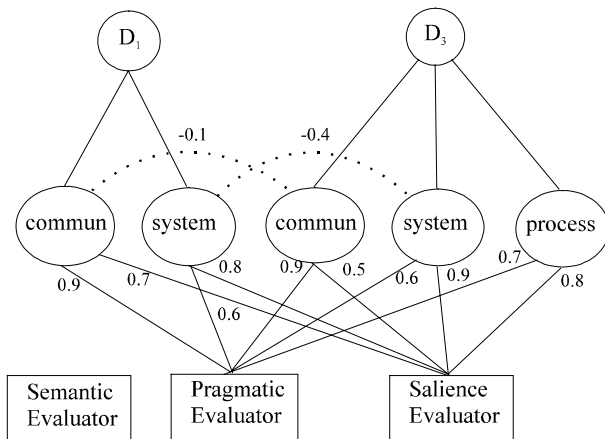 D1 D3
-0.1 -0.4
commun system commun system process
0.9 0.7 0.8 0.9 0.5 0.6 0.9 0.7 0.8
0.6
Semantic Pragmatic Salience
Evaluator Evaluator Evaluator